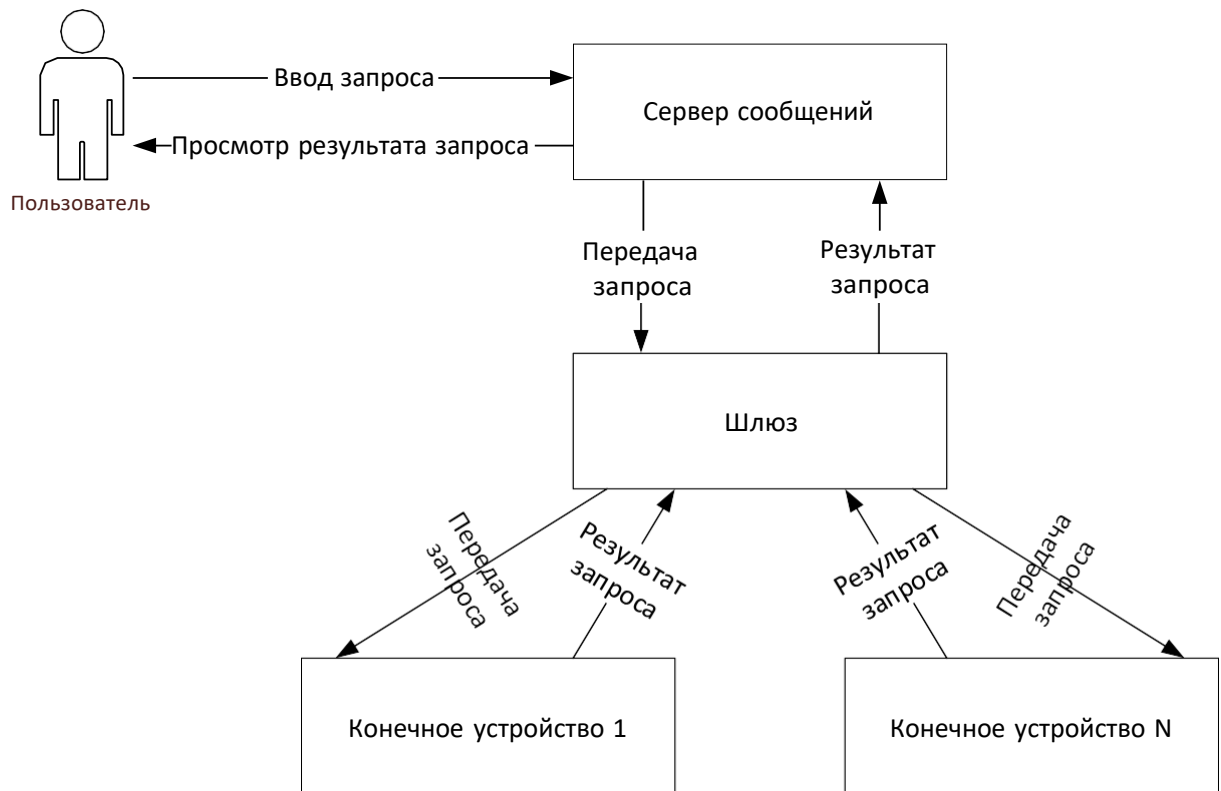 Ввод запроса
Сервер сообщений
Просмотр результата запроса
Пользователь
Передача
запроса
Результат
запроса
Шлюз
Передача
запроса
Результат
запроса
Результат
запроса
Передача
запроса
Конечное устройство 1
Конечное устройство N